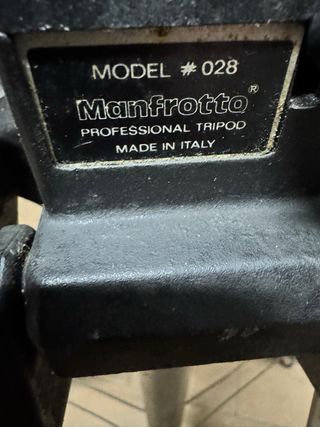 MODEL #028
Manfrotto®
PROFESSIONAL TRIPOD
MADE IN ITALY